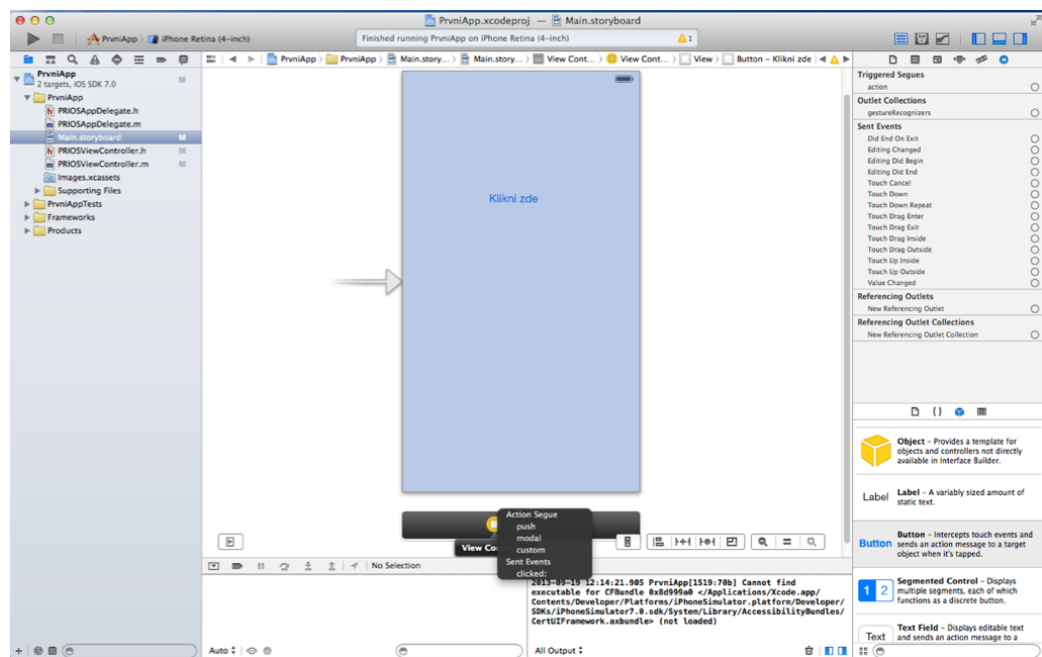 PrvniApp.xcodeproj — Main.storyboard
PrvniApp
iPhone Retina (4-inch)
Finished running PrvniApp on iPhone Retina (4-inch)
1
PrvniApp
PrvniApp
Main.story...
Main.story...
View Cont...
View Cont...
View
Button – Klikni zde
PrvniApp
M
2 targets, iOS SDK 7.0
PrvniApp
PRIOSAppDelegate.h
PRIOSAppDelegate.m
Main.storyboard
M
PRIOSViewController.h
M
PRIOSViewController.m
M
Images.xcassets
Supporting Files
PrvniAppTests
Frameworks
Products
Klikni zde
Action Segue
push
modal
custom
Sent Events
clicked:
View Co
No Selection
2013-09-19 12:14:21.905 PrvniApp[1519:70b] Cannot find
executable for CFBundle 0x8d999a0 </Applications/Xcode.app/
Contents/Developer/Platforms/iPhoneSimulator.platform/Developer/
SDKs/iPhoneSimulator7.0.sdk/System/Library/AccessibilityBundles/
CertUIFramework.axbundle> (not loaded)
Auto
All Output
Triggered Segues
action
Outlet Collections
gestureRecognizers
Sent Events
Did End On Exit
Editing Changed
Editing Did Begin
Editing Did End
Touch Cancel
Touch Down
Touch Down Repeat
Touch Drag Enter
Touch Drag Exit
Touch Drag Inside
Touch Drag Outside
Touch Up Inside
Touch Up Outside
Value Changed
Referencing Outlets
New Referencing Outlet
Referencing Outlet Collections
New Referencing Outlet Collection
{}
Object – Provides a template for
objects and controllers not directly
available in Interface Builder.
Label
Label – A variably sized amount of
static text.
Button
Button – Intercepts touch events and
sends an action message to a target
object when it's tapped.
1 2
Segmented Control – Displays
multiple segments, each of which
functions as a discrete button.
Text
Text Field – Displays editable text
and sends an action message to a